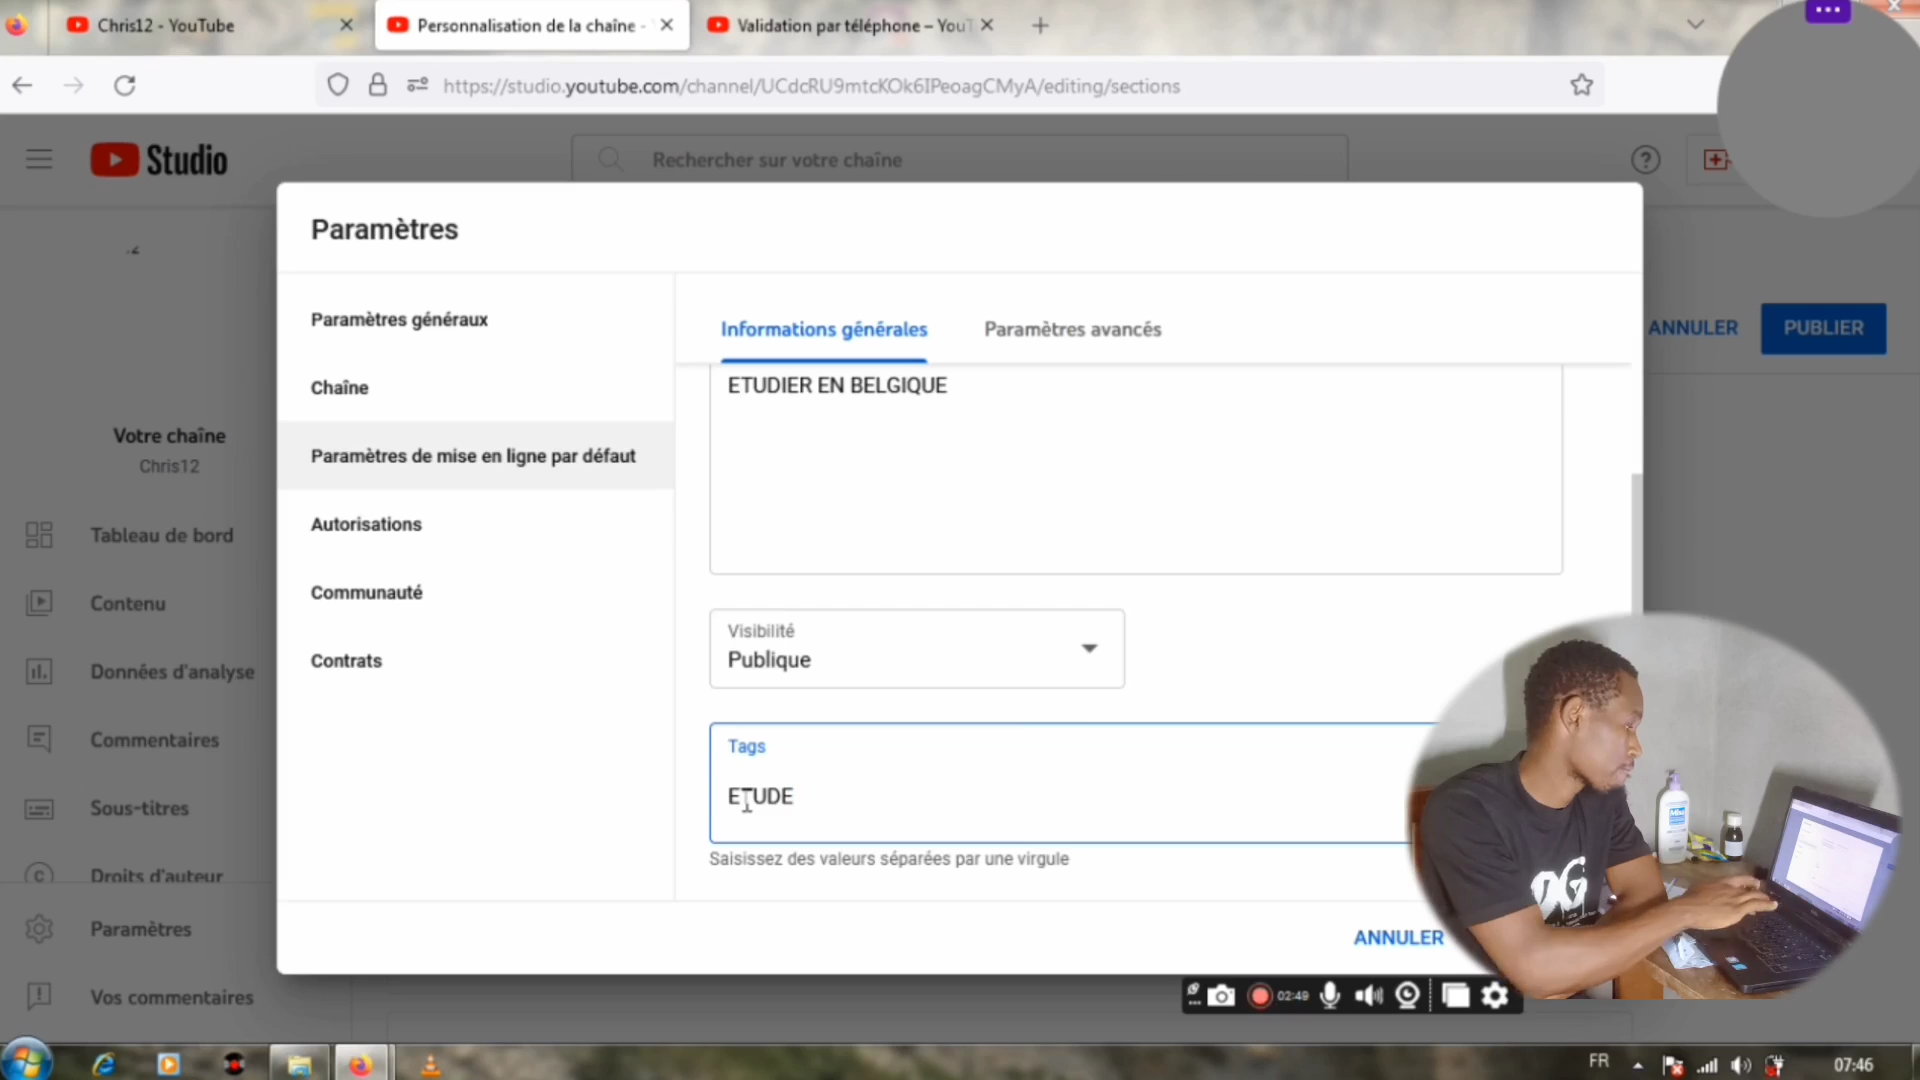 Chris12 - YouTube
Personnalisation de la chaîne -
Validation par téléphone – YouT
https://studio.youtube.com/channel/UCdcRU9mtcKOk6IPeoagCMyA/editing/sections
Studio
Rechercher sur votre chaîne
Paramètres
Paramètres généraux
Chaîne
Paramètres de mise en ligne par défaut
Autorisations
Communauté
Contrats
Informations générales
Paramètres avancés
ETUDIER EN BELGIQUE
Visibilité
Publique
Tags
ETUDE
Saisissez des valeurs séparées par une virgule
ANNULER
ANNULER
PUBLIER
Votre chaîne
Chris12
Tableau de bord
Contenu
Données d'analyse
Commentaires
Sous-titres
Droits d'auteur
Paramètres
Vos commentaires
02:49
FR
07:46